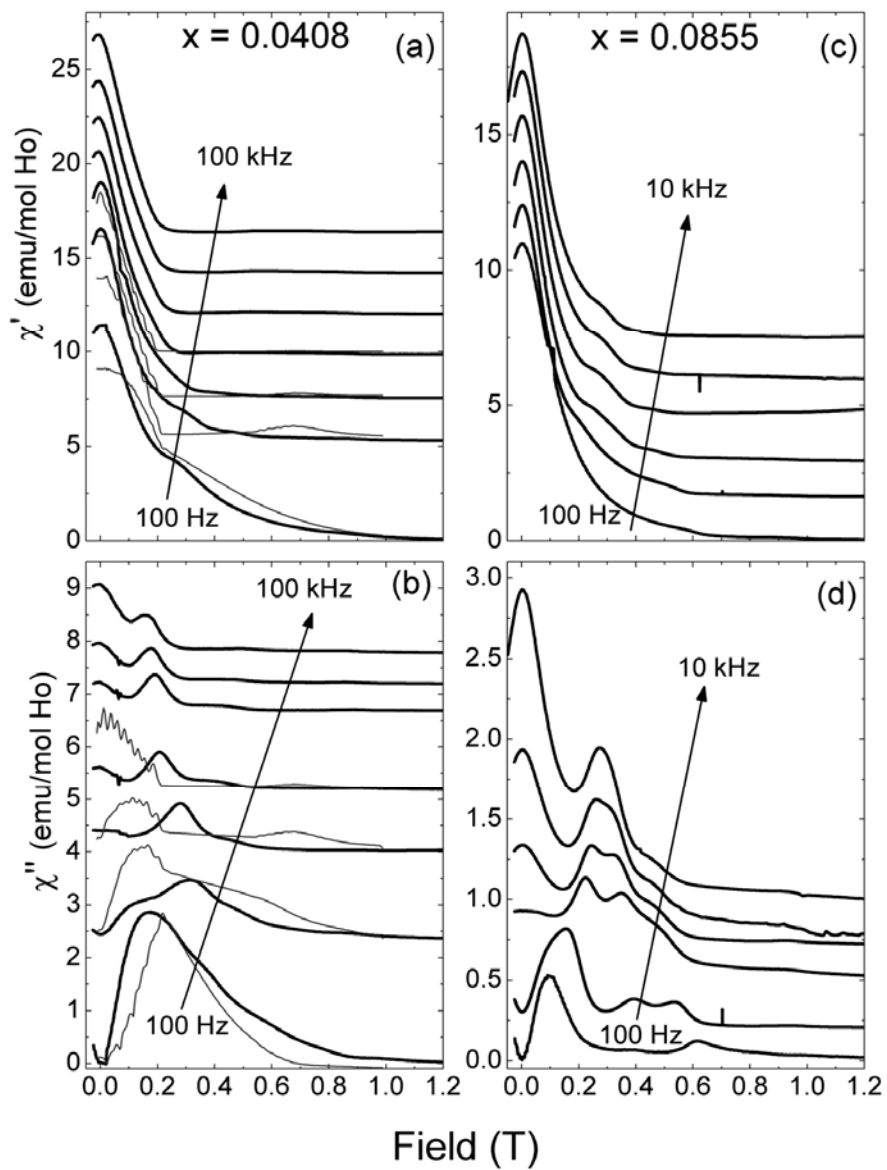 x = 0.0408
(a)
25
20
15
10
5
0
χ' (emu/mol Ho)
100 kHz
100 Hz
x = 0.0855
(c)
15
10
5
0
10 kHz
100 Hz
(b)
9
8
7
6
5
4
3
2
1
0
χ" (emu/mol Ho)
100 kHz
100 Hz
0.0 0.2 0.4 0.6 0.8 1.0 1.2
(d)
3.0
2.5
2.0
1.5
1.0
0.5
0.0
10 kHz
100 Hz
0.0 0.2 0.4 0.6 0.8 1.0 1.2
Field (T)